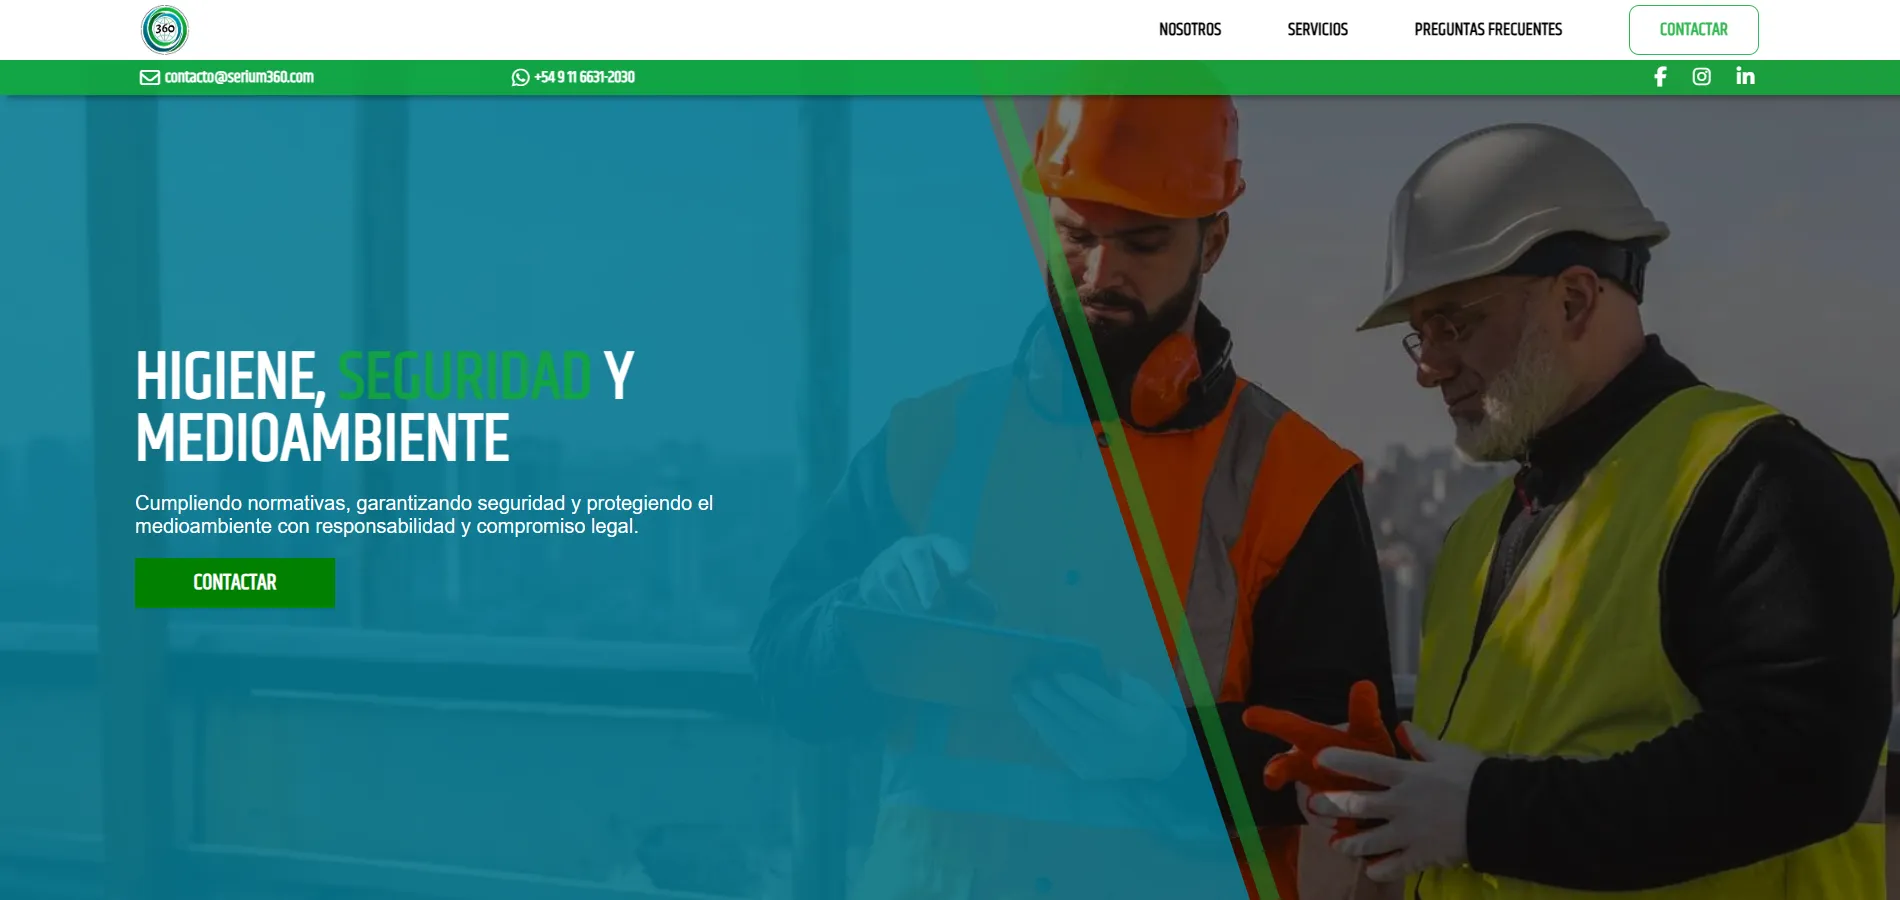 360
NOSOTROS
SERVICIOS
PREGUNTAS FRECUENTES
CONTACTAR
contacto@serium360.com
+54 9 11 6631-2030
HIGIENE, SEGURIDAD Y
MEDIOAMBIENTE
Cumpliendo normativas, garantizando seguridad y protegiendo el
medioambiente con responsabilidad y compromiso legal.
CONTACTAR